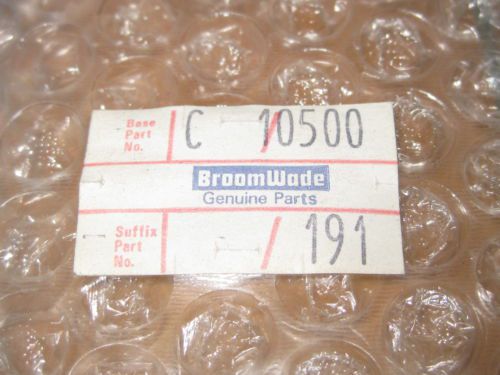 Base Part No. C 10500
BroomWade
Genuine Parts
Suffix Part No. / 191